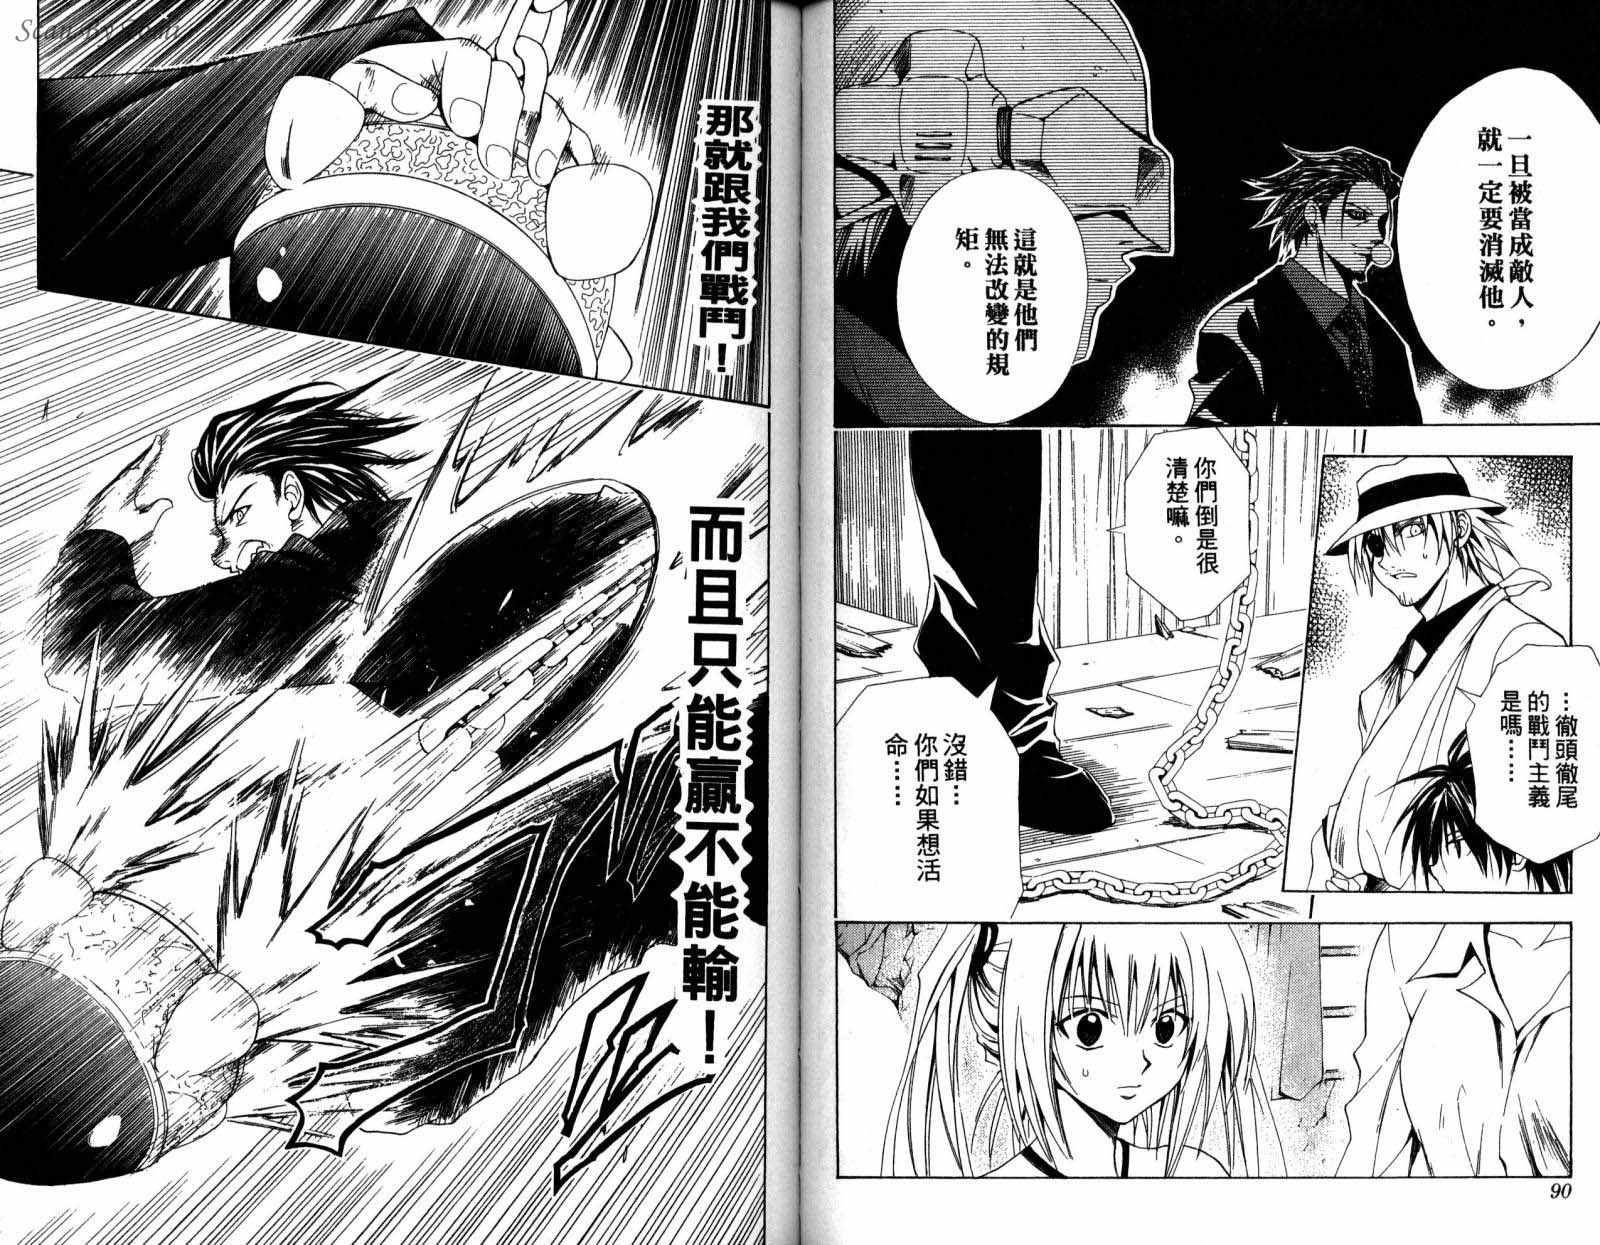 一旦被當成敵人，
就一定要消滅他。
這就是他們
無法改變的規
矩。
…徹頭徹尾
的戰鬥主義
是嗎……
你們倒是很
清楚嘛。
沒錯…
你們如果想活
命……
90
那就跟我們戰鬥！
而且只能贏不能輸！